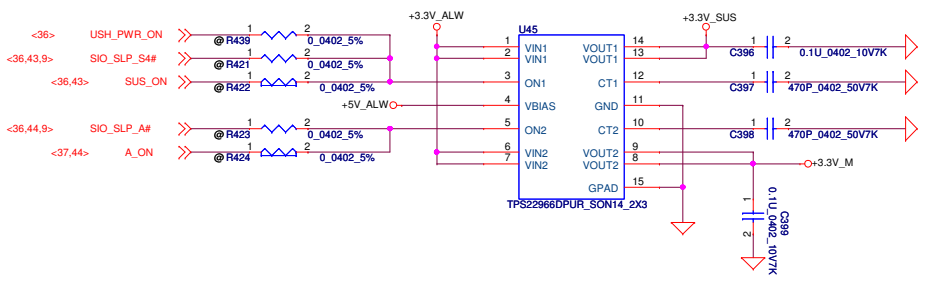 +3.3V_ALW
+3.3V_SUS
<36> USH_PWR_ON 1 2
@R439 0_0402_5%
U45
<36,43,9> SIO_SLP_S4# 1 2
@R421 0_0402_5%
<36,43> SUS_ON 1 2
@R422 0_0402_5%
+5V_ALW
<36,44,9> SIO_SLP_A# 1 2
@R423 0_0402_5%
<37,44> A_ON 1 2
@R424 0_0402_5%
1 VIN1 VOUT1 14
2 VIN1 VOUT1 13
3 ON1 CT1 12
4 VBIAS GND 11
5 ON2 CT2 10
6 VIN2 VOUT2 9
7 VIN2 VOUT2 8
GPAD 15
TPS22966DPUR_SON14_2X3
1 2
C396 0.1U_0402_10V7K
1 2
C397 470P_0402_50V7K
1 2
C398 470P_0402_50V7K
+3.3V_M
1
2
C399
0.1U_0402_10V7K